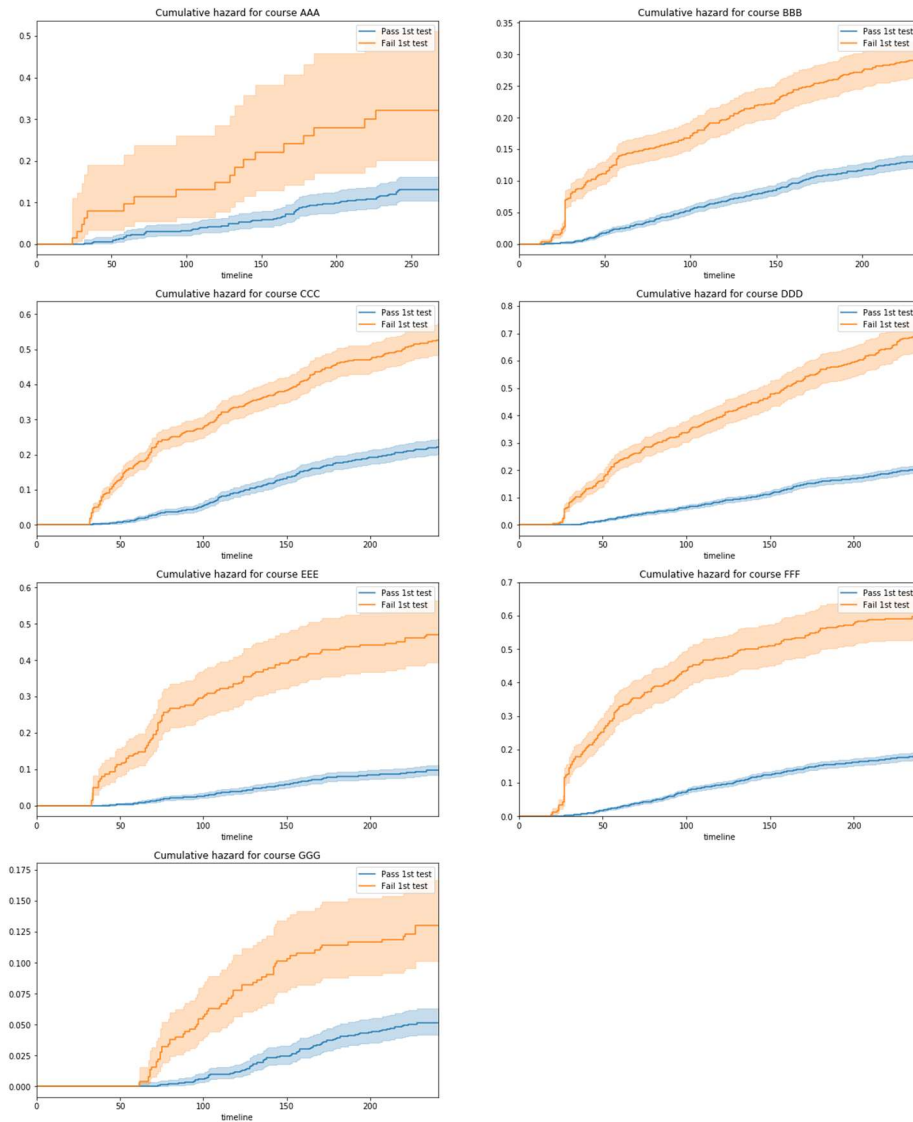 Cumulative hazard for course AAA
Pass 1st test
Fail 1st test
0.5
0.4
0.3
0.2
0.1
0.0
0 50 100 150 200 250
timeline
Cumulative hazard for course BBB
Pass 1st test
Fail 1st test
0.35
0.30
0.25
0.20
0.15
0.10
0.05
0.00
0 50 100 150 200
timeline
Cumulative hazard for course CCC
Pass 1st test
Fail 1st test
0.6
0.5
0.4
0.3
0.2
0.1
0.0
0 50 100 150 200
timeline
Cumulative hazard for course DDD
Pass 1st test
Fail 1st test
0.8
0.7
0.6
0.5
0.4
0.3
0.2
0.1
0.0
0 50 100 150 200
timeline
Cumulative hazard for course EEE
Pass 1st test
Fail 1st test
0.6
0.5
0.4
0.3
0.2
0.1
0.0
0 50 100 150 200
timeline
Cumulative hazard for course FFF
Pass 1st test
Fail 1st test
0.7
0.6
0.5
0.4
0.3
0.2
0.1
0.0
0 50 100 150 200
timeline
Cumulative hazard for course GGG
Pass 1st test
Fail 1st test
0.175
0.150
0.125
0.100
0.075
0.050
0.025
0.000
0 50 100 150 200
timeline